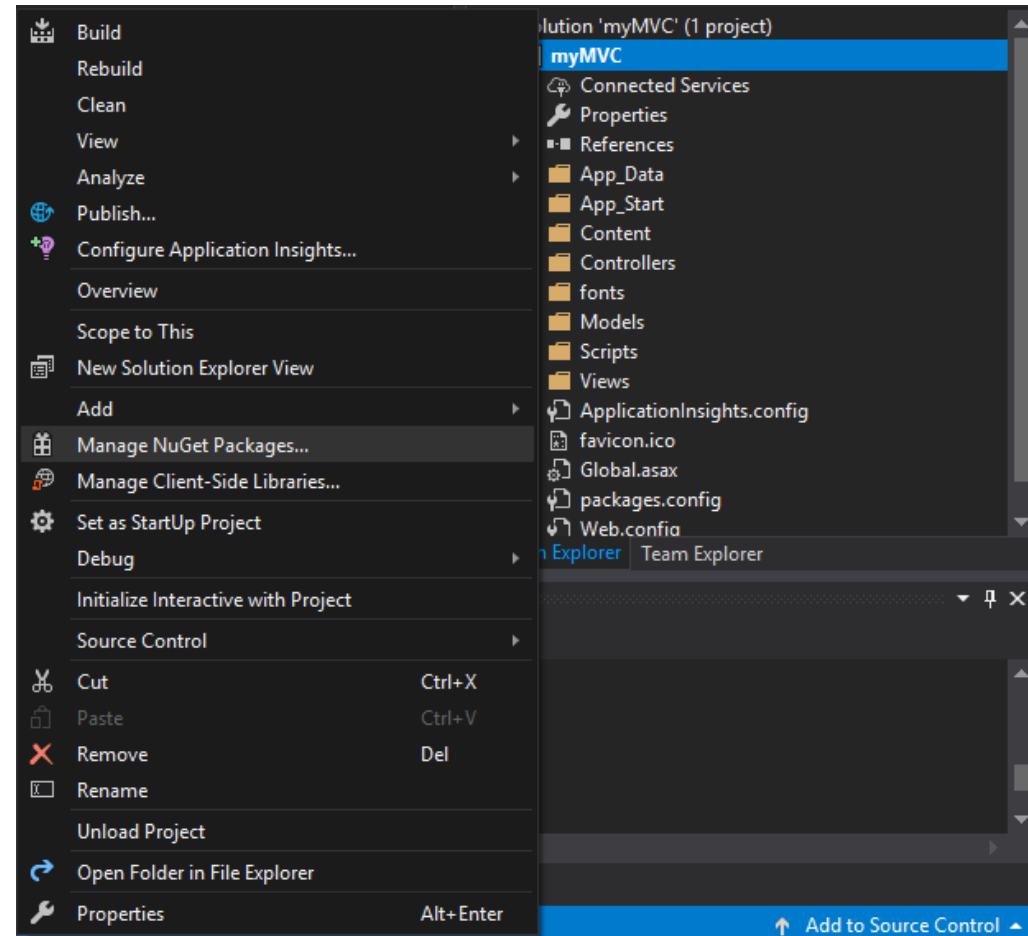 Build
Rebuild
Clean
View
Analyze
Publish...
Configure Application Insights...
Overview
Scope to This
New Solution Explorer View
Add
Manage NuGet Packages...
Manage Client-Side Libraries...
Set as StartUp Project
Debug
Initialize Interactive with Project
Source Control
Cut Ctrl+X
Paste Ctrl+V
Remove Del
Rename
Unload Project
Open Folder in File Explorer
Properties Alt+Enter
'myMVC' (1 project)
myMVC
Connected Services
Properties
References
App_Data
App_Start
Content
Controllers
fonts
Models
Scripts
Views
ApplicationInsights.config
favicon.ico
Global.asax
packages.config
Web.config
Explorer Team Explorer
Add to Source Control